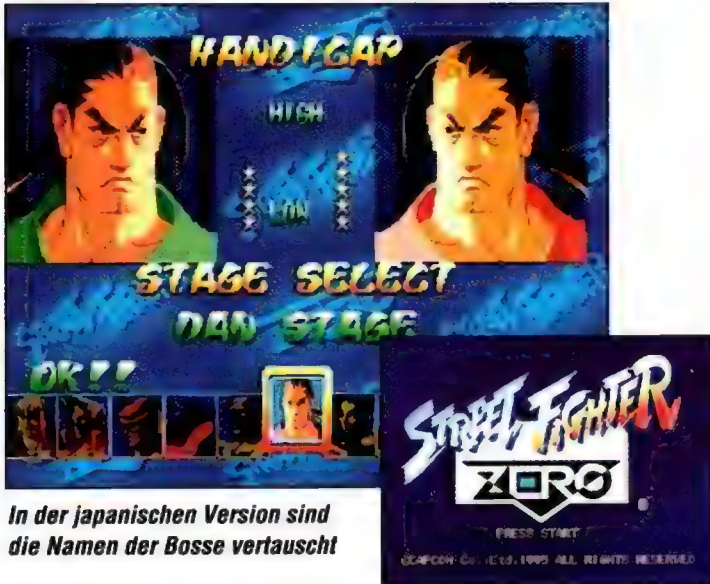 HANDICAP
HIGH
LOW
STAGE SELECT
DAN STAGE
OK!!
STREET FIGHTER
ZERO
PRESS START
©CAPCOM Co.,Ltd.1995 ALL RIGHTS RESERVED
In der japanischen Version sind
die Namen der Bosse vertauscht